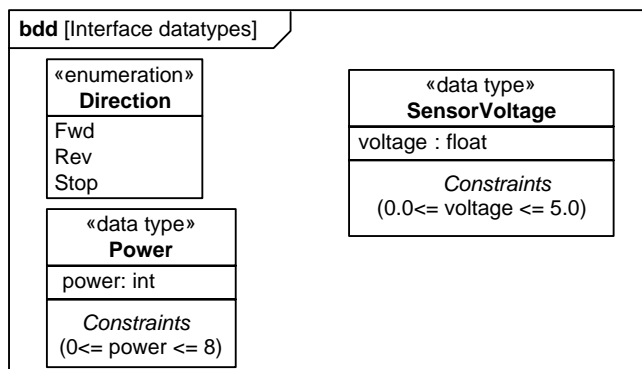 bdd [Interface datatypes]
«enumeration»
Direction
Fwd
Rev
Stop
«data type»
SensorVoltage
voltage : float
Constraints
(0.0<= voltage <= 5.0)
«data type»
Power
power: int
Constraints
(0<= power <= 8)